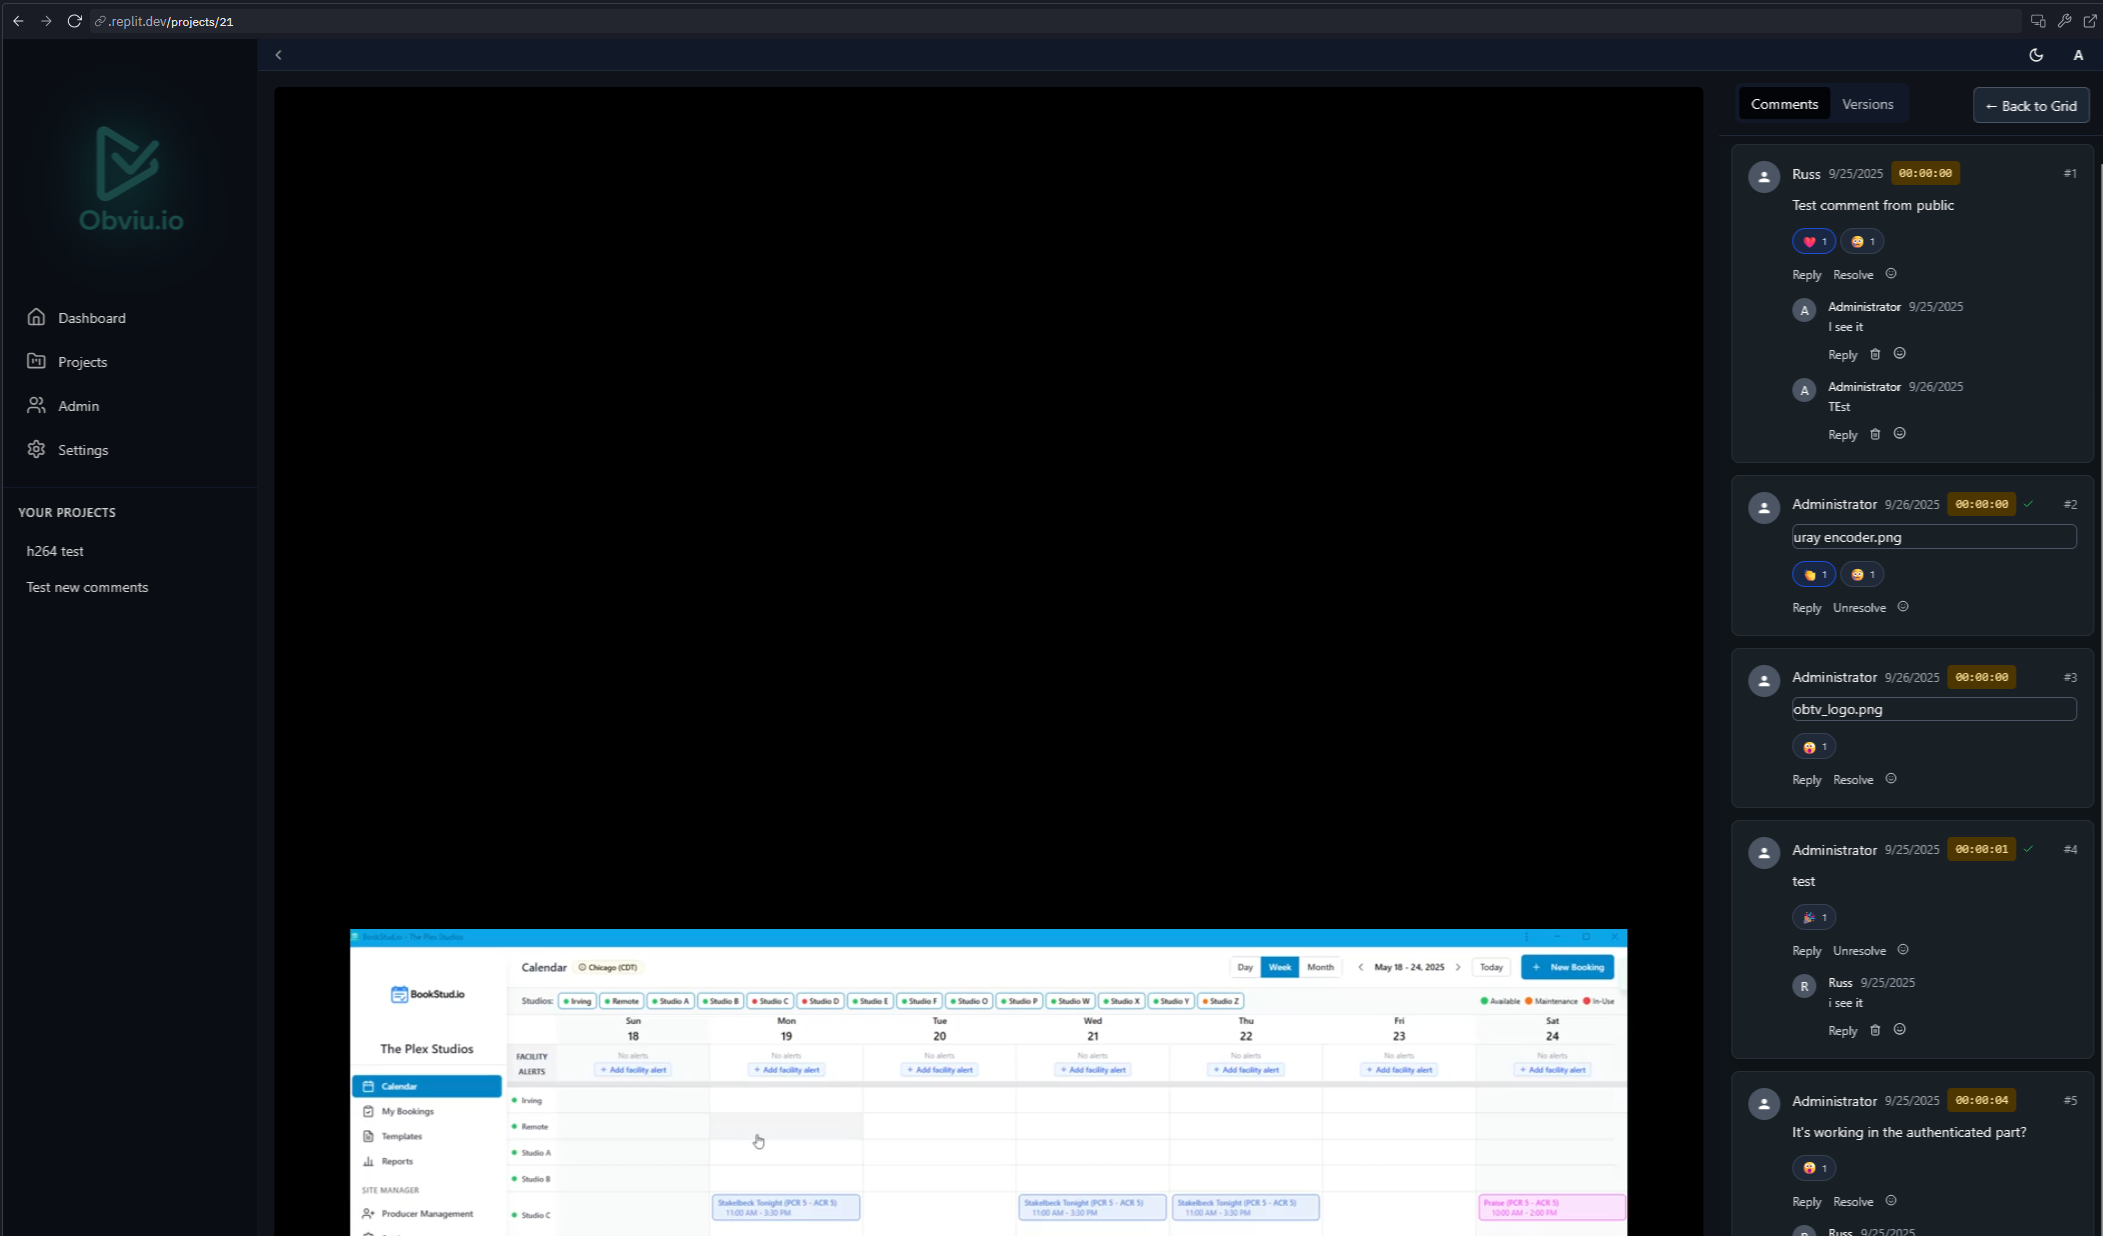 .replit.dev/projects/21
A
Obviu.io
Dashboard
Projects
Admin
Settings
YOUR PROJECTS
h264 test
Test new comments
BookStud.io - The Plex Studios
BookStud.io
The Plex Studios
Calendar
My Bookings
Templates
Reports
SITE MANAGER
Producer Management
Calendar Chicago (CDT) Day Week Month May 18 - 24, 2025 Today + New Booking
Studios: Irving Remote Studio A Studio B Studio C Studio D Studio E Studio F Studio O Studio P Studio W Studio X Studio Y Studio Z Available Maintenance In-Use
Sun Mon Tue Wed Thu Fri Sat
18 19 20 21 22 23 24
FACILITY ALERTS
No alerts No alerts No alerts No alerts No alerts No alerts No alerts
+ Add facility alert + Add facility alert + Add facility alert + Add facility alert + Add facility alert + Add facility alert + Add facility alert
Irving
Remote
Studio A
Studio B
Studio C
Stakelbeck Tonight (PCR 5 - ACR 5) Stakelbeck Tonight (PCR 5 - ACR 5) Stakelbeck Tonight (PCR 5 - ACR 5) Praise (PCR 5 - ACR 5)
11:00 AM - 3:30 PM 11:00 AM - 3:30 PM 11:00 AM - 3:30 PM 10:00 AM - 2:00 PM
Comments Versions ← Back to Grid
Russ 9/25/2025 00:00:00 #1
Test comment from public
1 1
Reply Resolve
A Administrator 9/25/2025
I see it
Reply
A Administrator 9/26/2025
TEst
Reply
Administrator 9/26/2025 00:00:00 #2
uray encoder.png
1 1
Reply Unresolve
Administrator 9/26/2025 00:00:00 #3
obtv_logo.png
1
Reply Resolve
Administrator 9/25/2025 00:00:01 #4
test
1
Reply Unresolve
R Russ 9/25/2025
i see it
Reply
Administrator 9/25/2025 00:00:04 #5
It's working in the authenticated part?
1
Reply Resolve
R Russ 9/25/2025